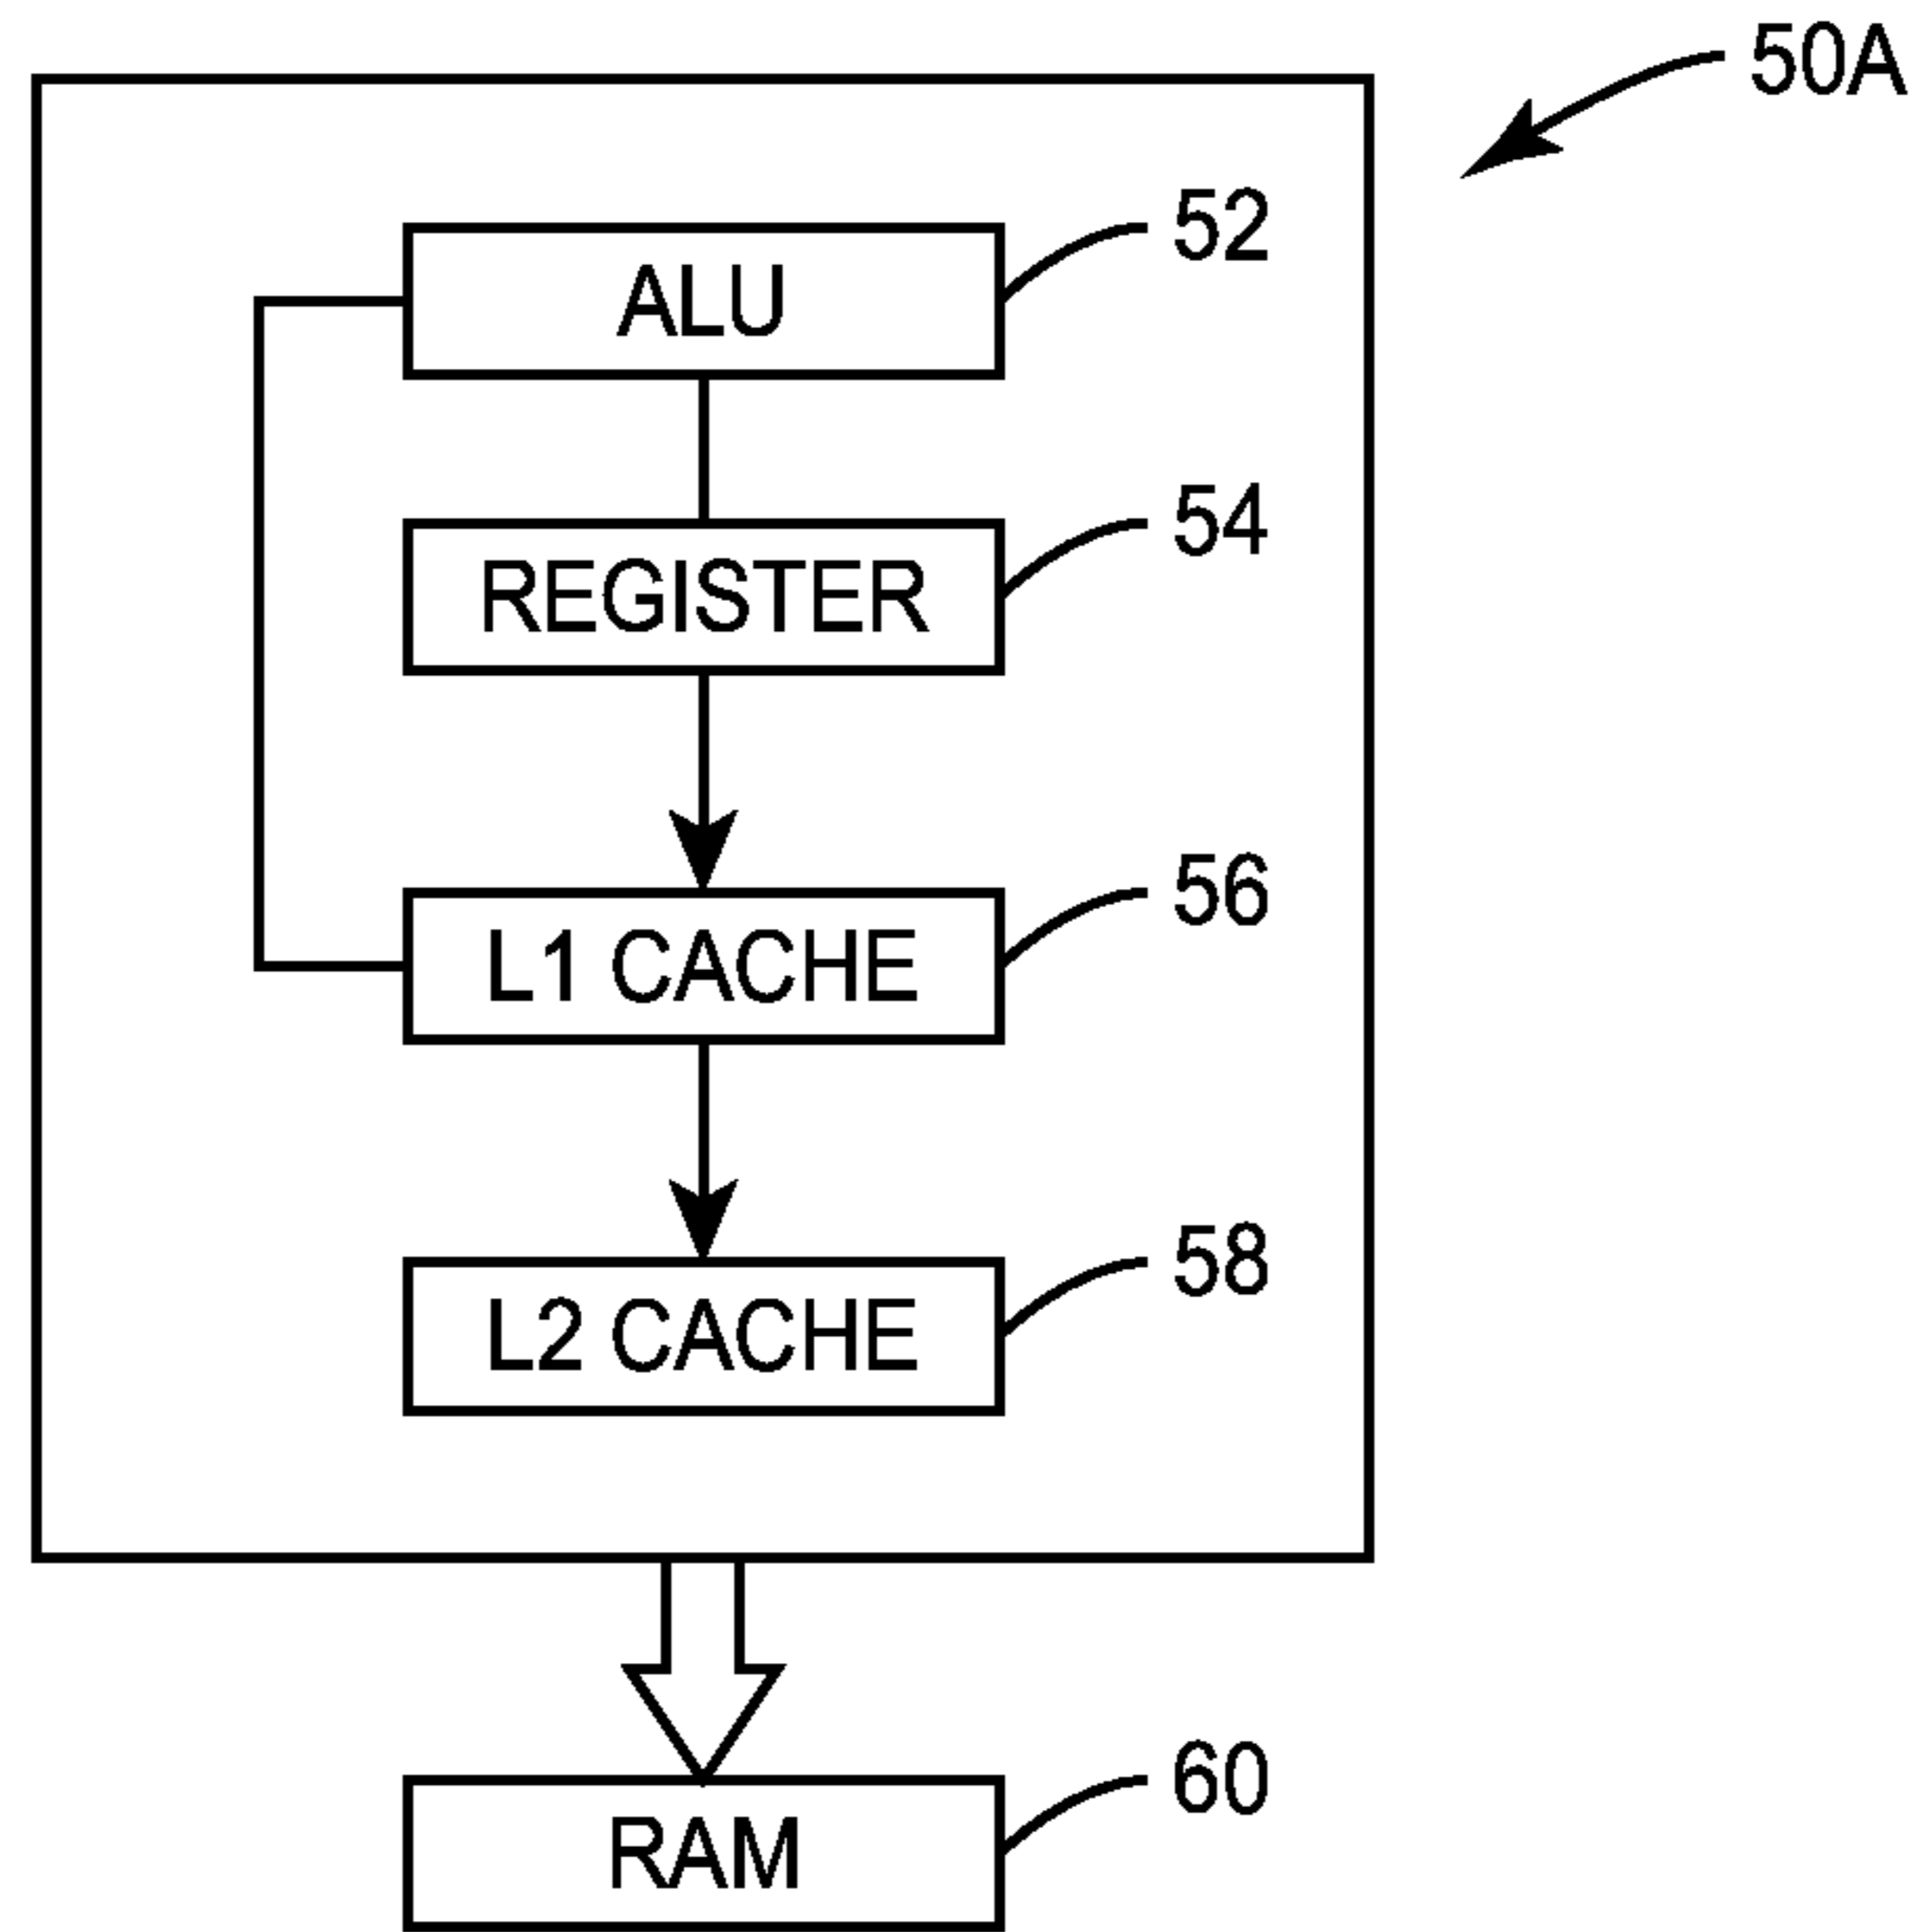 50A
52
ALU
54
REGISTER
56
L1 CACHE
58
L2 CACHE
60
RAM